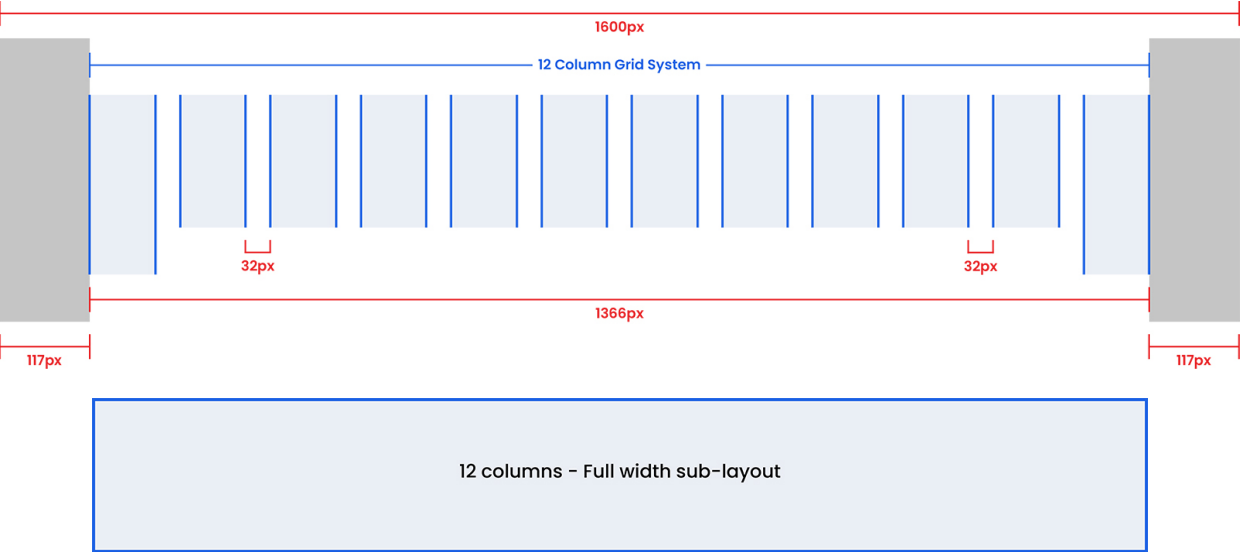 1600px
12 Column Grid System
32px
32px
1366px
117px
117px
12 columns - Full width sub-layout